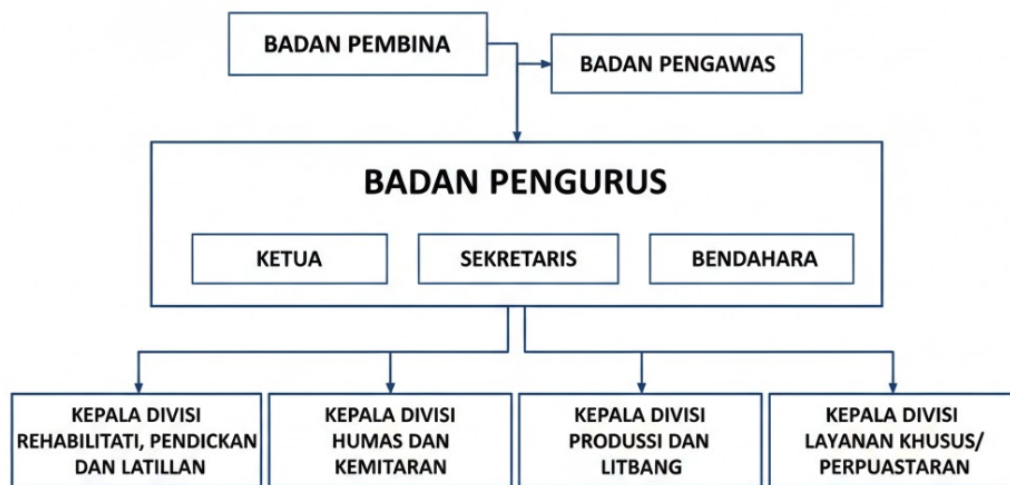 BADAN PEMBINA
BADAN PENGAWAS
BADAN PENGURUS
KETUA
SEKRETARIS
BENDAHARA
KEPALA DIVISI
REHABILITATI, PENDICKAN
DAN LATILLAN
KEPALA DIVISI
HUMAS DAN
KEMITARAN
KEPALA DIVISI
PRODUSSI DAN
LITBANG
KEPALA DIVISI
LAYANAN KHUSUS/
PERPUASTARAN